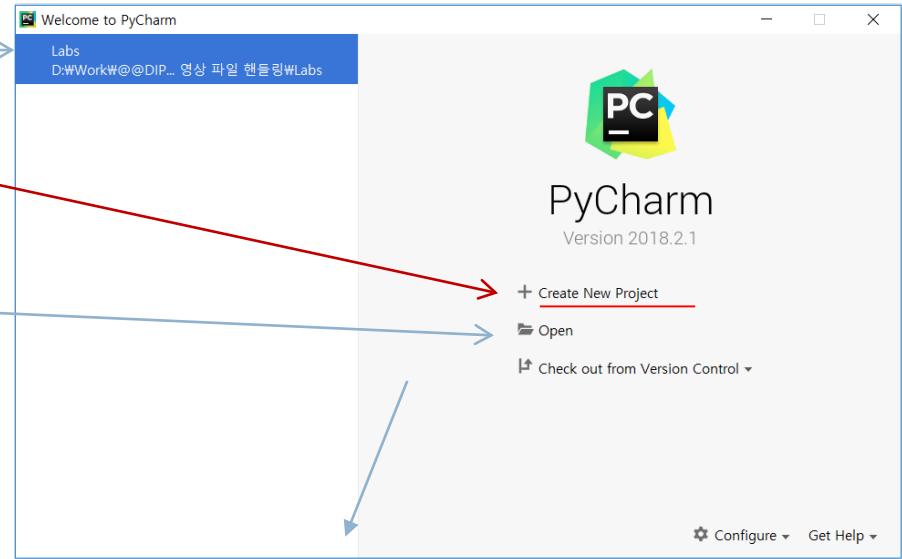 Welcome to PyCharm
Labs
D:₩Work₩@@DIP... 영상 파일 핸들링₩Labs
PC
PyCharm
Version 2018.2.1
Create New Project
Open
Check out from Version Control
Configure
Get Help